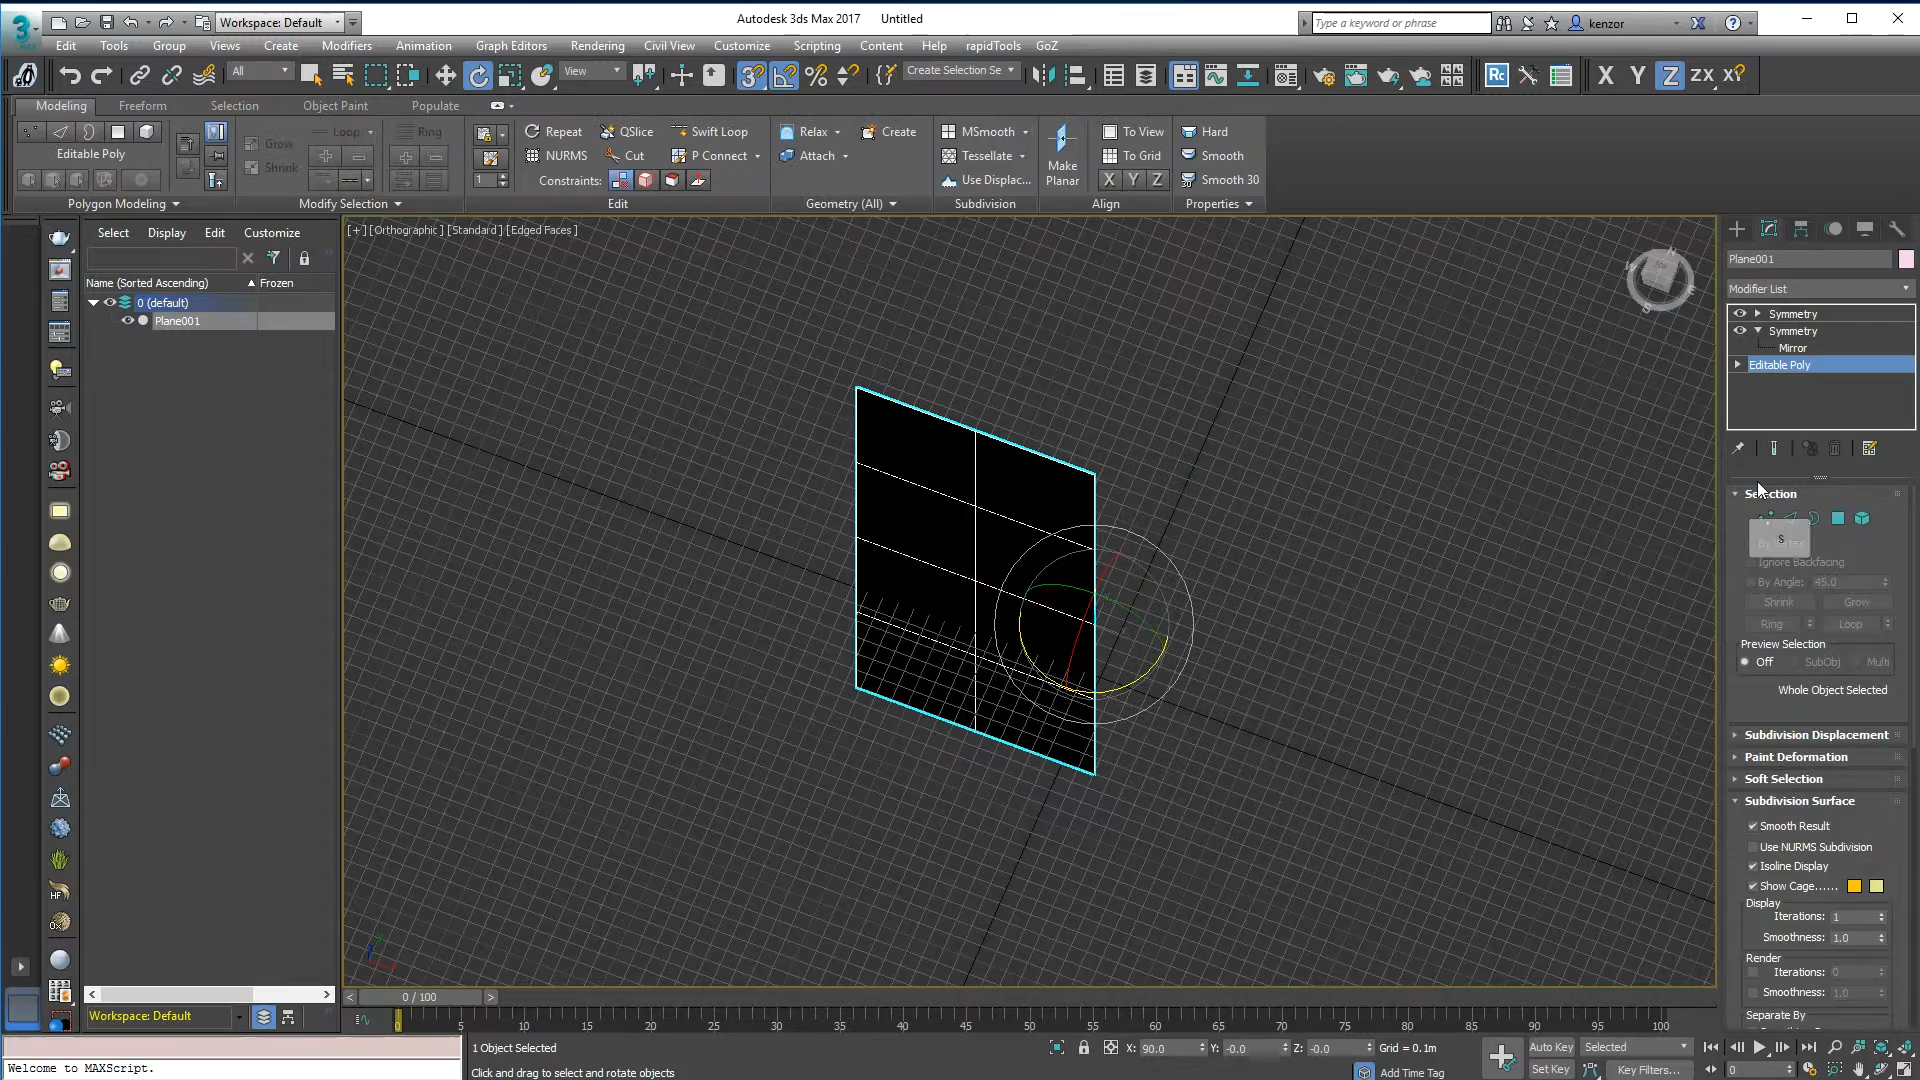 Workspace: Default
Autodesk 3ds Max 2017 Untitled
Type a keyword or phrase
kenzor
Edit Tools Group Views Create Modifiers Animation Graph Editors Rendering Civil View Customize Scripting Content Help rapidTools GoZ
All
View
Create Selection Se
Rc
X Y Z ZX XY
Modeling Freeform Selection Object Paint Populate
Editable Poly
Polygon Modeling
Loop Ring
Grow
Shrink
Modify Selection
Repeat QSlice Swift Loop
NURMS Cut P Connect
1 Constraints:
Edit
Relax Create
Attach
Geometry (All)
MSmooth
Tessellate
Use Displac...
Subdivision
Make Planar
To View
To Grid
X Y Z
Align
Hard
Smooth
Smooth 30
Properties
Select Display Edit Customize
Name (Sorted Ascending) Frozen
0 (default)
Plane001
[+] [Orthographic] [Standard] [Edged Faces]
Plane001
Modifier List
Symmetry
Symmetry
Mirror
Editable Poly
Selection
S
Ignore Backfacing
By Angle: 45.0
Shrink Grow
Ring Loop
Preview Selection
Off SubObj Multi
Whole Object Selected
Subdivision Displacement
Paint Deformation
Soft Selection
Subdivision Surface
Smooth Result
Use NURMS Subdivision
Isoline Display
Show Cage......
Display
Iterations: 1
Smoothness: 1.0
Render
Iterations: 0
Smoothness: 1.0
Separate By
HF
OX
0 / 100
Workspace: Default
0 5 10 15 20 25 30 35 40 45 50 55 60 65 70 75 80 85 90 95 100
1 Object Selected
X: 90.0 Y: -0.0 Z: -0.0 Grid = 0.1m
Auto Key Selected
Welcome to MAXScript.
Click and drag to select and rotate objects
Add Time Tag
Set Key Key Filters... 0